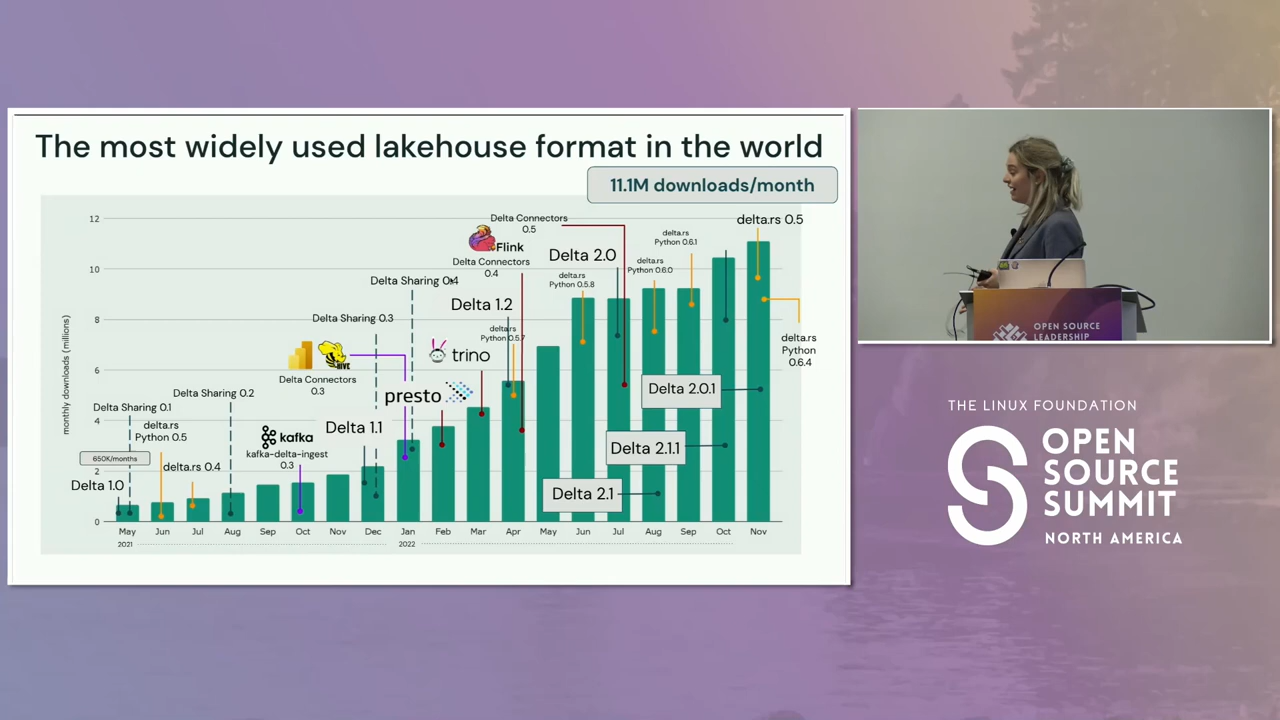 The most widely used lakehouse format in the world
11.1M downloads/month
monthly downloads (millions)
12
10
8
6
4
2
0
Delta 1.0
650K/months
Delta Sharing 0.1
delta.rs
Python 0.5
delta.rs 0.4
Delta Sharing 0.2
kafka
kafka-delta-ingest
0.3
HIVE
Delta Connectors
0.3
Delta Sharing 0.3
Delta 1.1
Delta Sharing 0.4
presto
trino
Flink
Delta Connectors
0.4
Delta 1.2
delta.rs
Python 0.5.7
Delta Connectors
0.5
Delta 2.0
delta.rs
Python 0.5.8
delta.rs
Python 0.6.0
delta.rs
Python 0.6.1
delta.rs 0.5
delta.rs
Python
0.6.4
Delta 2.0.1
Delta 2.1.1
Delta 2.1
May Jun Jul Aug Sep Oct Nov Dec Jan Feb Mar Apr May Jun Jul Aug Sep Oct Nov
2021 2022
OPEN SOURCE
LEADERSHIP
THE LINUX FOUNDATION
OPEN
SOURCE
SUMMIT
NORTH AMERICA